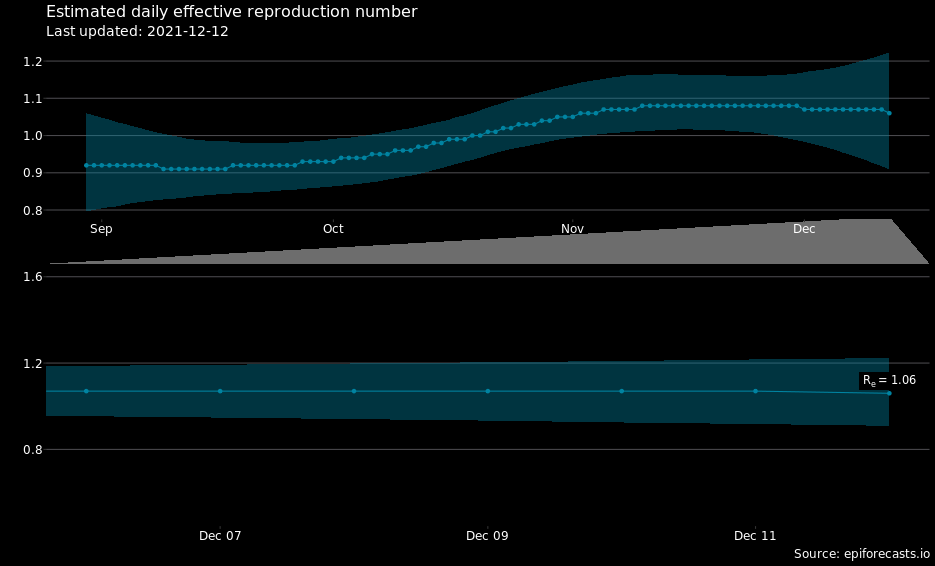 Estimated daily effective reproduction number
Last updated: 2021-12-12
1.2
1.1
1.0
0.9
0.8
Sep Oct Nov Dec
1.6
1.2
0.8
Re = 1.06
Dec 07 Dec 09 Dec 11
Source: epiforecasts.io